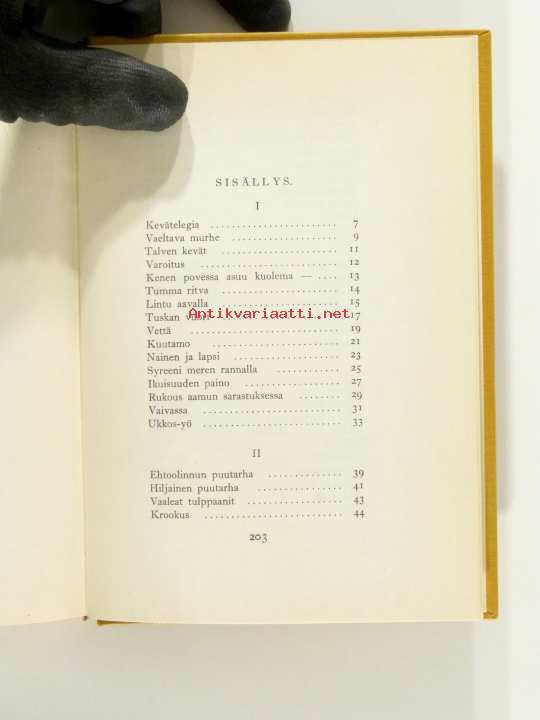 SISÄLLYS.
I
Kevätelegia ........................ 7
Vaeltava murhe .................... 9
Talven kevät ...................... 11
Varoitus .......................... 12
Kenen povessa asuu kuolema — .... 13
Tumma ritva ...................... 14
Lintu aavalla ..................... 15
Antikvariaatti.net
Tuskan 17
Vettä ............................ 19
Kuutamo ........................ 21
Nainen ja lapsi .................. 23
Syreeni meren rannalla ............ 25
Ikuisuuden paino .................. 27
Rukous aamun sarastuksessa ........ 29
Vaivassa .......................... 31
Ukkos-yö .......................... 33
II
Ehtoolinnun puutarha .............. 39
Hiljainen puutarha ................ 41
Vaaleat tulppaanit ................ 43
Krookus .......................... 44
203